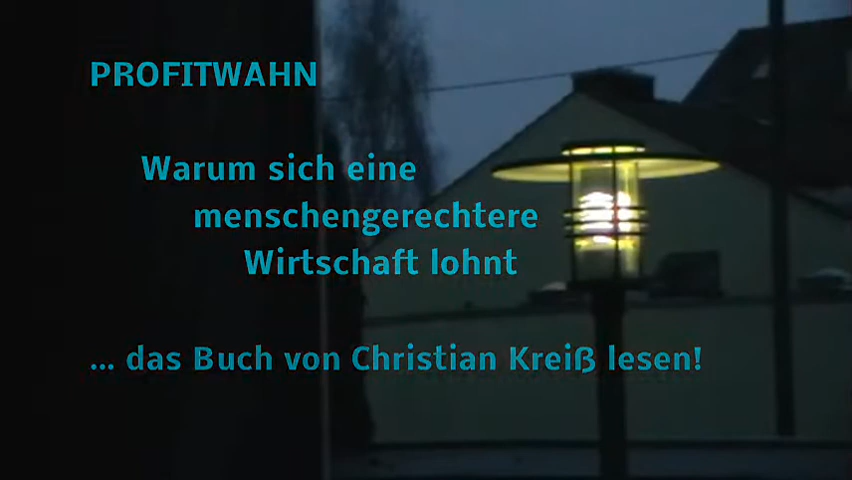 PROFITWAHN
Warum sich eine
menschengerechtere
Wirtschaft lohnt
... das Buch von Christian Kreiß lesen!